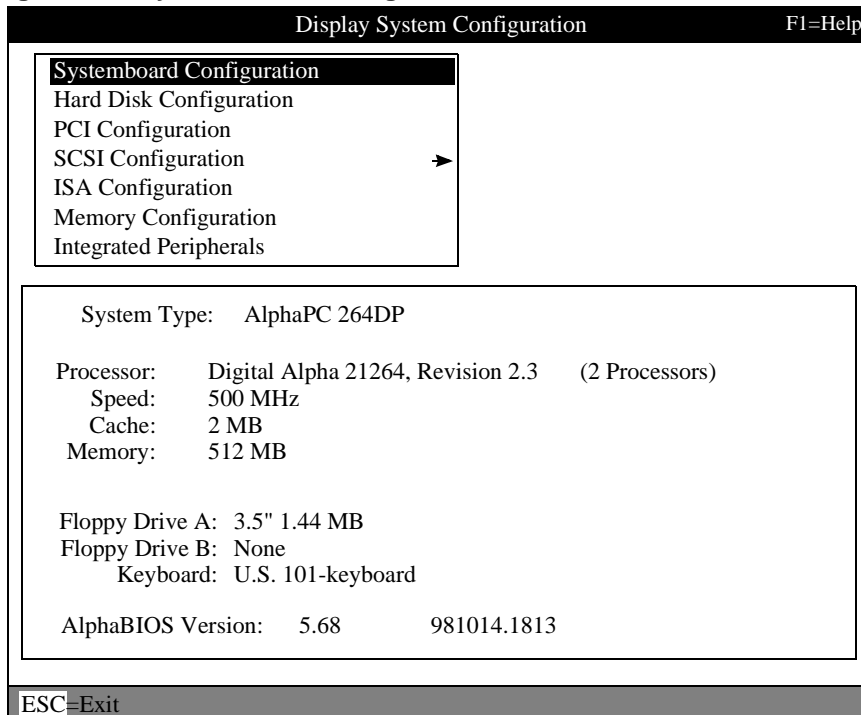 Display System Configuration F1=Help
Systemboard Configuration
Hard Disk Configuration
PCI Configuration
SCSI Configuration
ISA Configuration
Memory Configuration
Integrated Peripherals
System Type: AlphaPC 264DP
Processor: Digital Alpha 21264, Revision 2.3 (2 Processors)
Speed: 500 MHz
Cache: 2 MB
Memory: 512 MB
Floppy Drive A: 3.5" 1.44 MB
Floppy Drive B: None
Keyboard: U.S. 101-keyboard
AlphaBIOS Version: 5.68 981014.1813
ESC=Exit